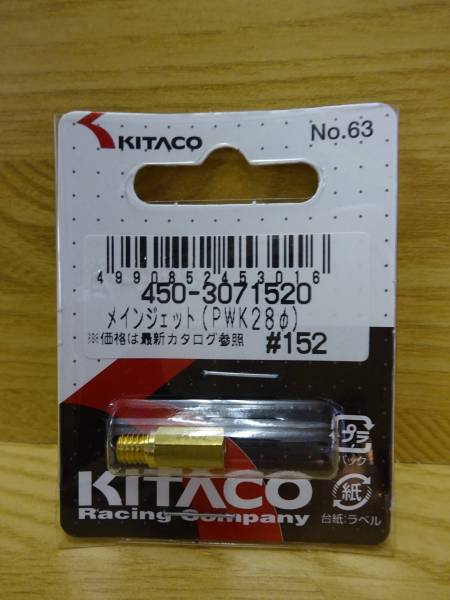 KITACO No.63
4990852453016
450-3071520
メインジェット(PWK28φ)
※価格は最新カタログ参照 #152
プラ
パック
KITACO
Racing Company
紙
台紙:ラベル